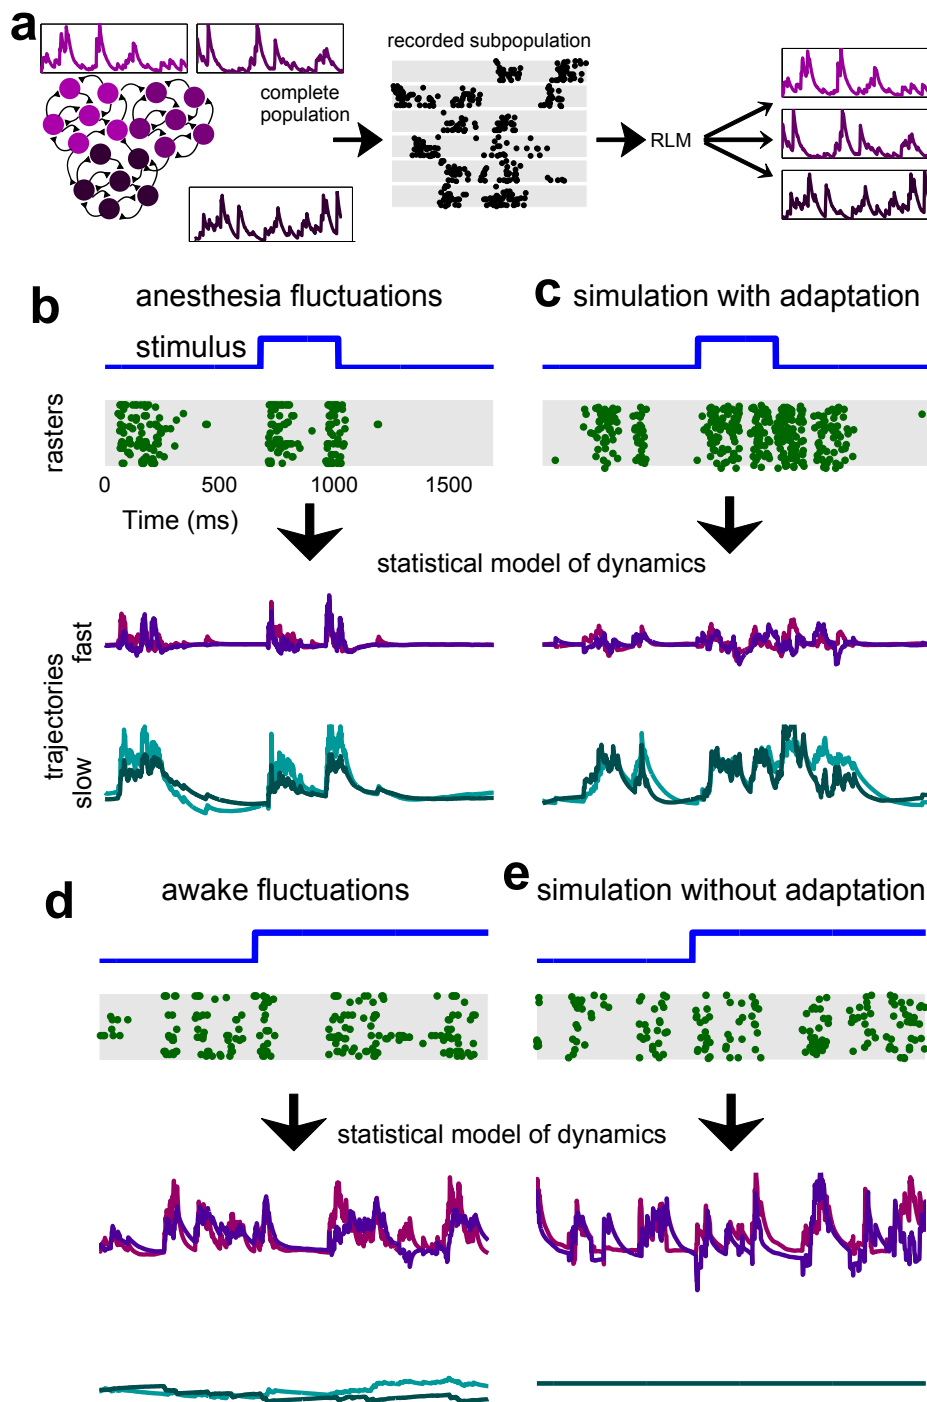 a
recorded subpopulation
complete
population
RLM
b
anesthesia fluctuations
c
simulation with adaptation
stimulus
rasters
0
500
1000
1500
Time (ms)
statistical model of dynamics
trajectories
fast
slow
d
awake fluctuations
e
simulation without adaptation
statistical model of dynamics